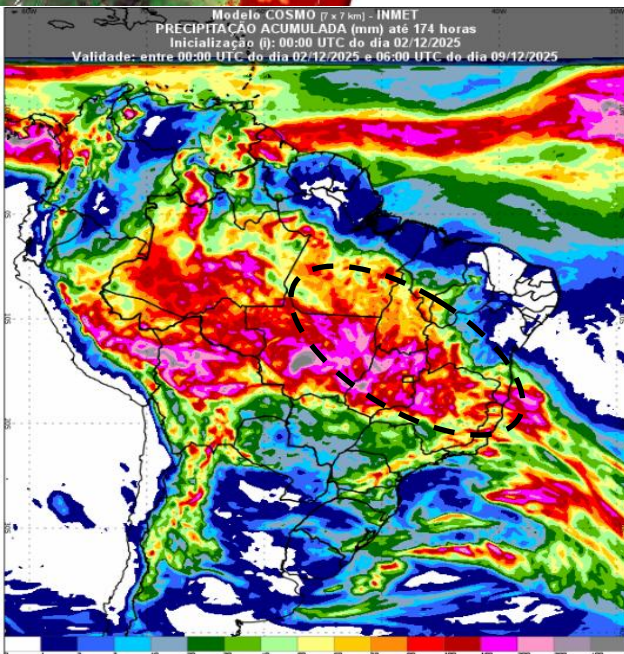 Modelo COSMO [7 x 7 km] - INMET
PRECIPITAÇÃO ACUMULADA (mm) até 174 horas
Inicialização (i): 00:00 UTC do dia 02/12/2025
Validade: entre 00:00 UTC do dia 02/12/2025 e 06:00 UTC do dia 09/12/2025